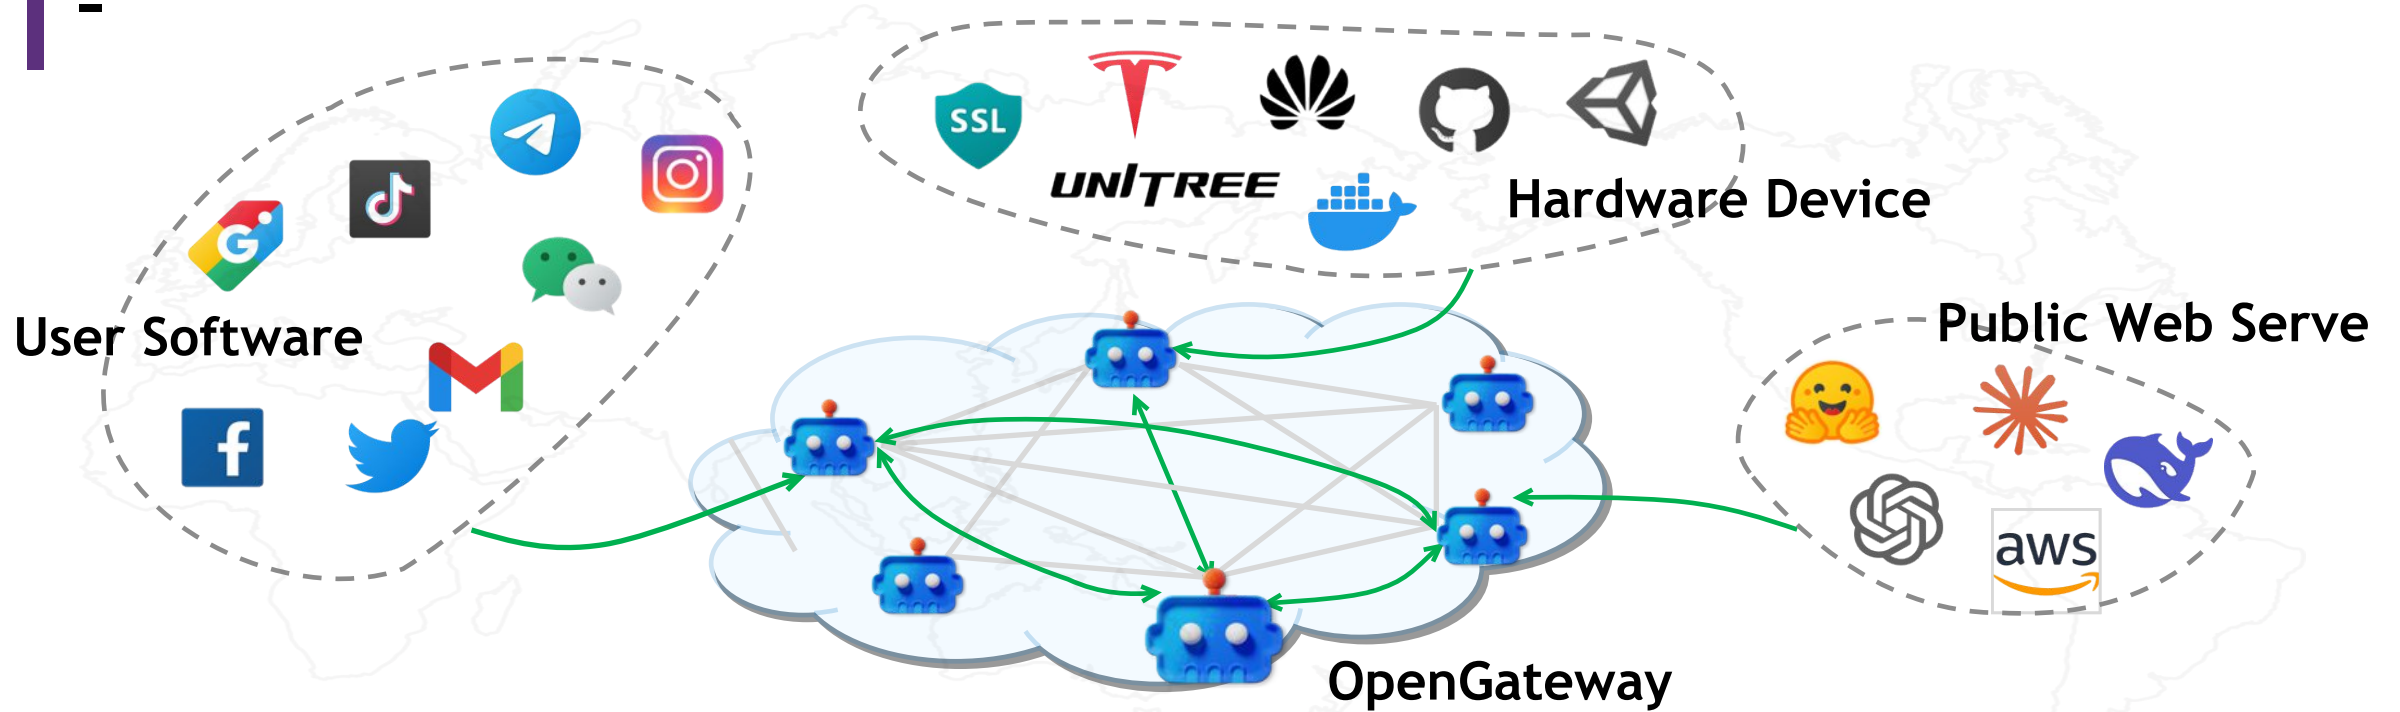 SSL
UNITREE
Hardware Device
G
User Software
Public Web Serve
f
aws
OpenGateway